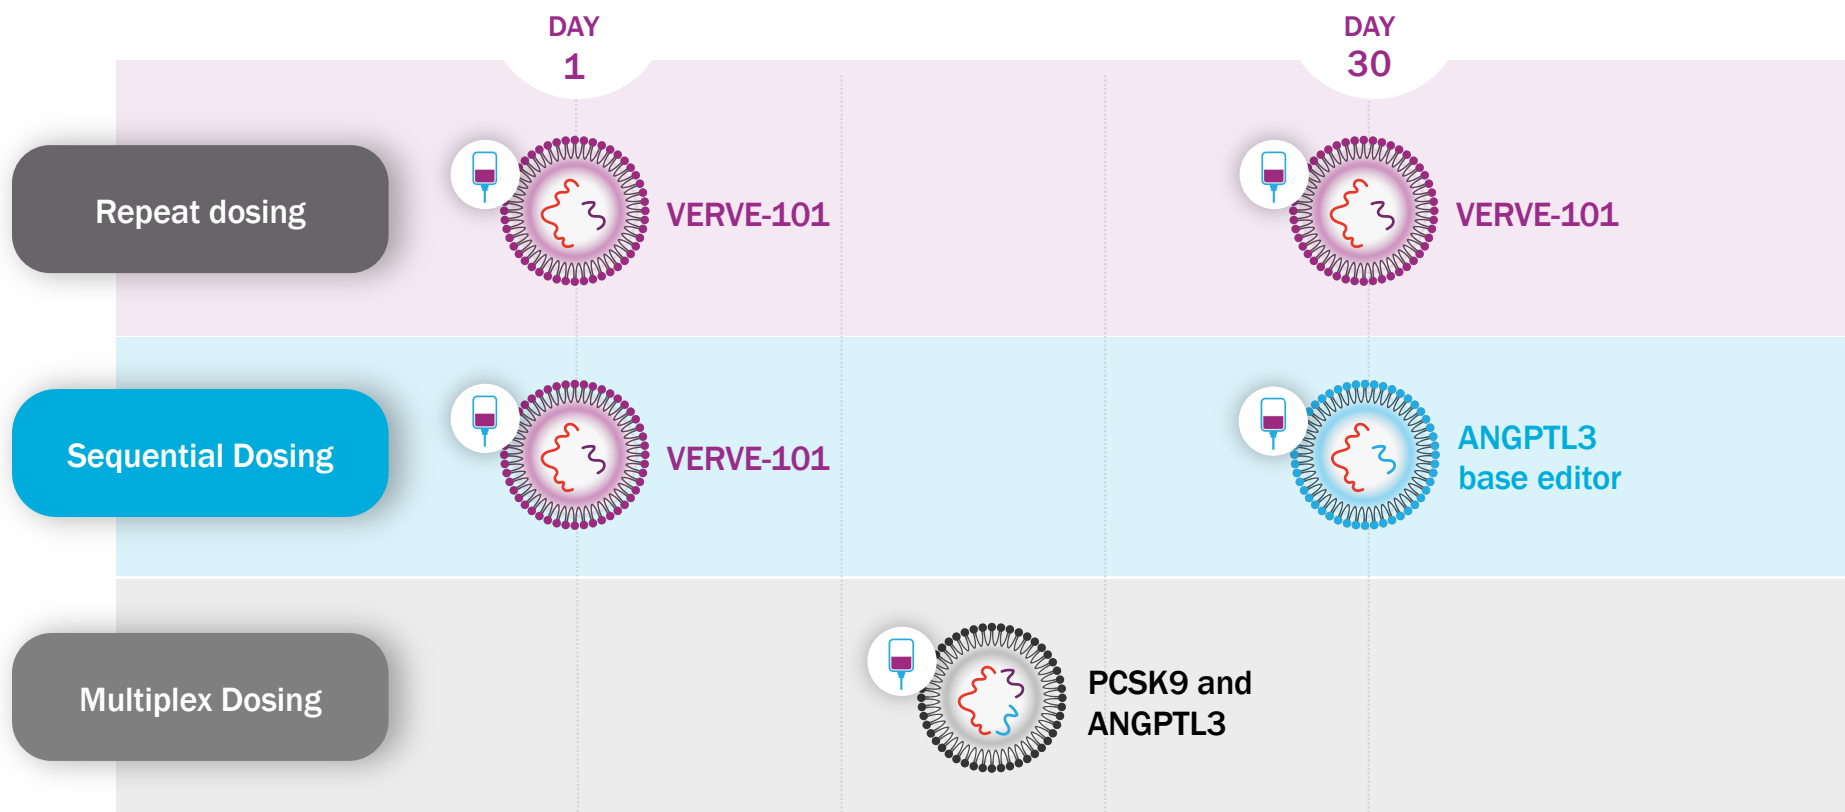 DAY
1
DAY
30
Repeat dosing
VERVE-101
VERVE-101
Sequential Dosing
VERVE-101
ANGPTL3
base editor
Multiplex Dosing
PCSK9 and
ANGPTL3